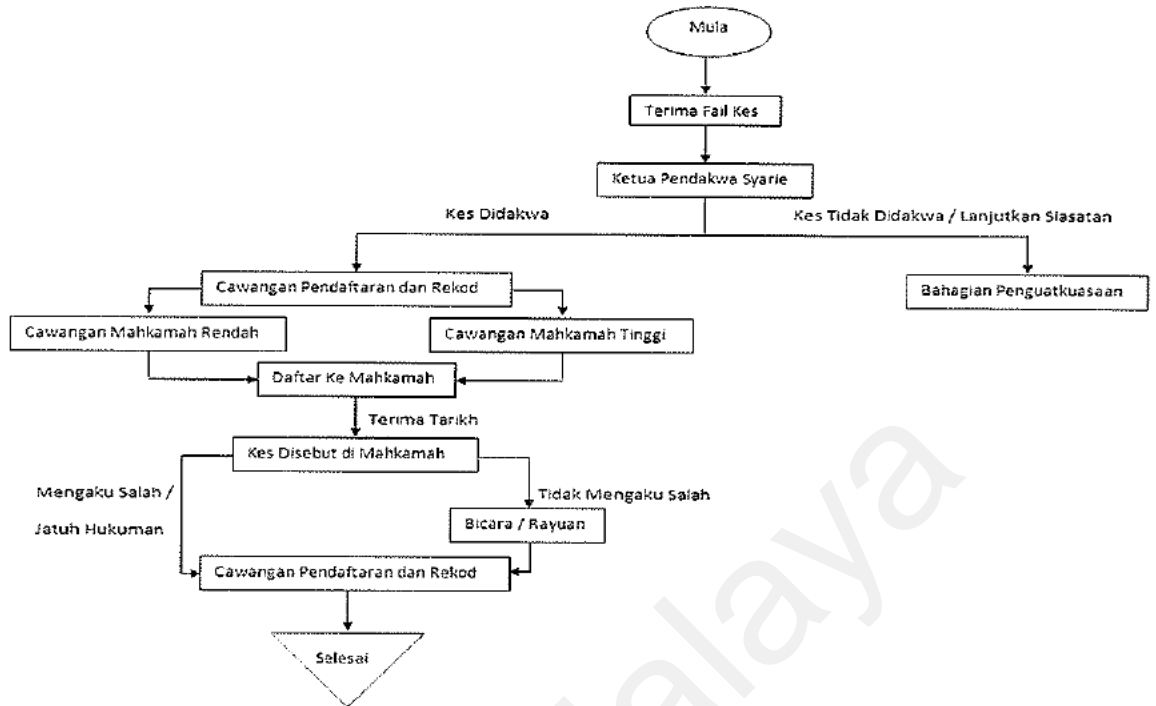 Mula
Terima Fail Kes
Ketua Pendakwa Syarie
Kes Didakwa
Kes Tidak Didakwa / Lanjutkan Siasatan
Cawangan Pendaftaran dan Rekod
Bahagian Penguatkuasaan
Cawangan Mahkamah Rendah
Cawangan Mahkamah Tinggi
Daftar Ke Mahkamah
Terima Tarikh
Kes Disebut di Mahkamah
Mengaku Salah /
Jatuh Hukuman
Tidak Mengaku Salah
Bicara / Rayuan
Cawangan Pendaftaran dan Rekod
Selesai
alaya